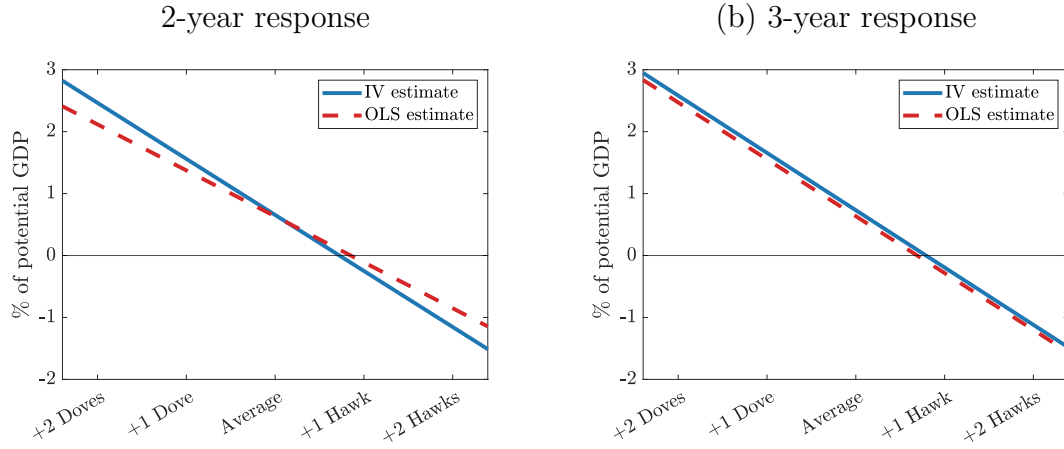 2-year response
% of potential GDP
3
2
1
0
-1
-2
IV estimate
OLS estimate
+2 Doves
+1 Dove
Average
+1 Hawk
+2 Hawks
(b) 3-year response
% of potential GDP
3
2
1
0
-1
-2
IV estimate
OLS estimate
+2 Doves
+1 Dove
Average
+1 Hawk
+2 Hawks